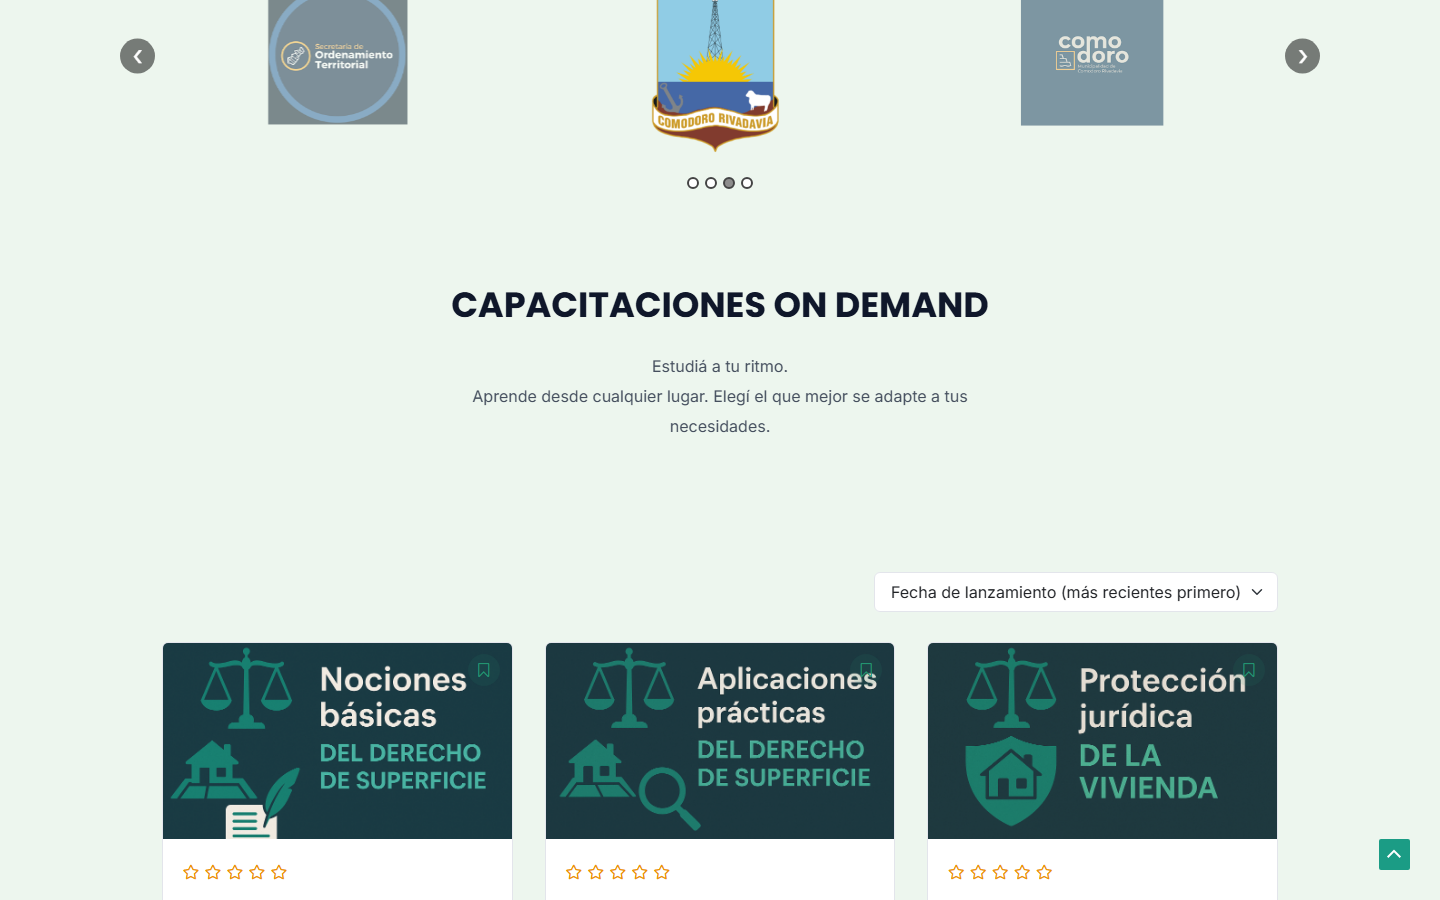 Secretaría de
Ordenamiento
Territorial
COMODORO RIVADAVIA
como
doro
CAPACITACIONES ON DEMAND
Estudiá a tu ritmo.
Aprende desde cualquier lugar. Elegí el que mejor se adapte a tus
necesidades.
Fecha de lanzamiento (más recientes primero)
Nociones
básicas
DEL DERECHO
DE SUPERFICIE
Aplicaciones
prácticas
DEL DERECHO
DE SUPERFICIE
Protección
jurídica
DE LA
VIVIENDA